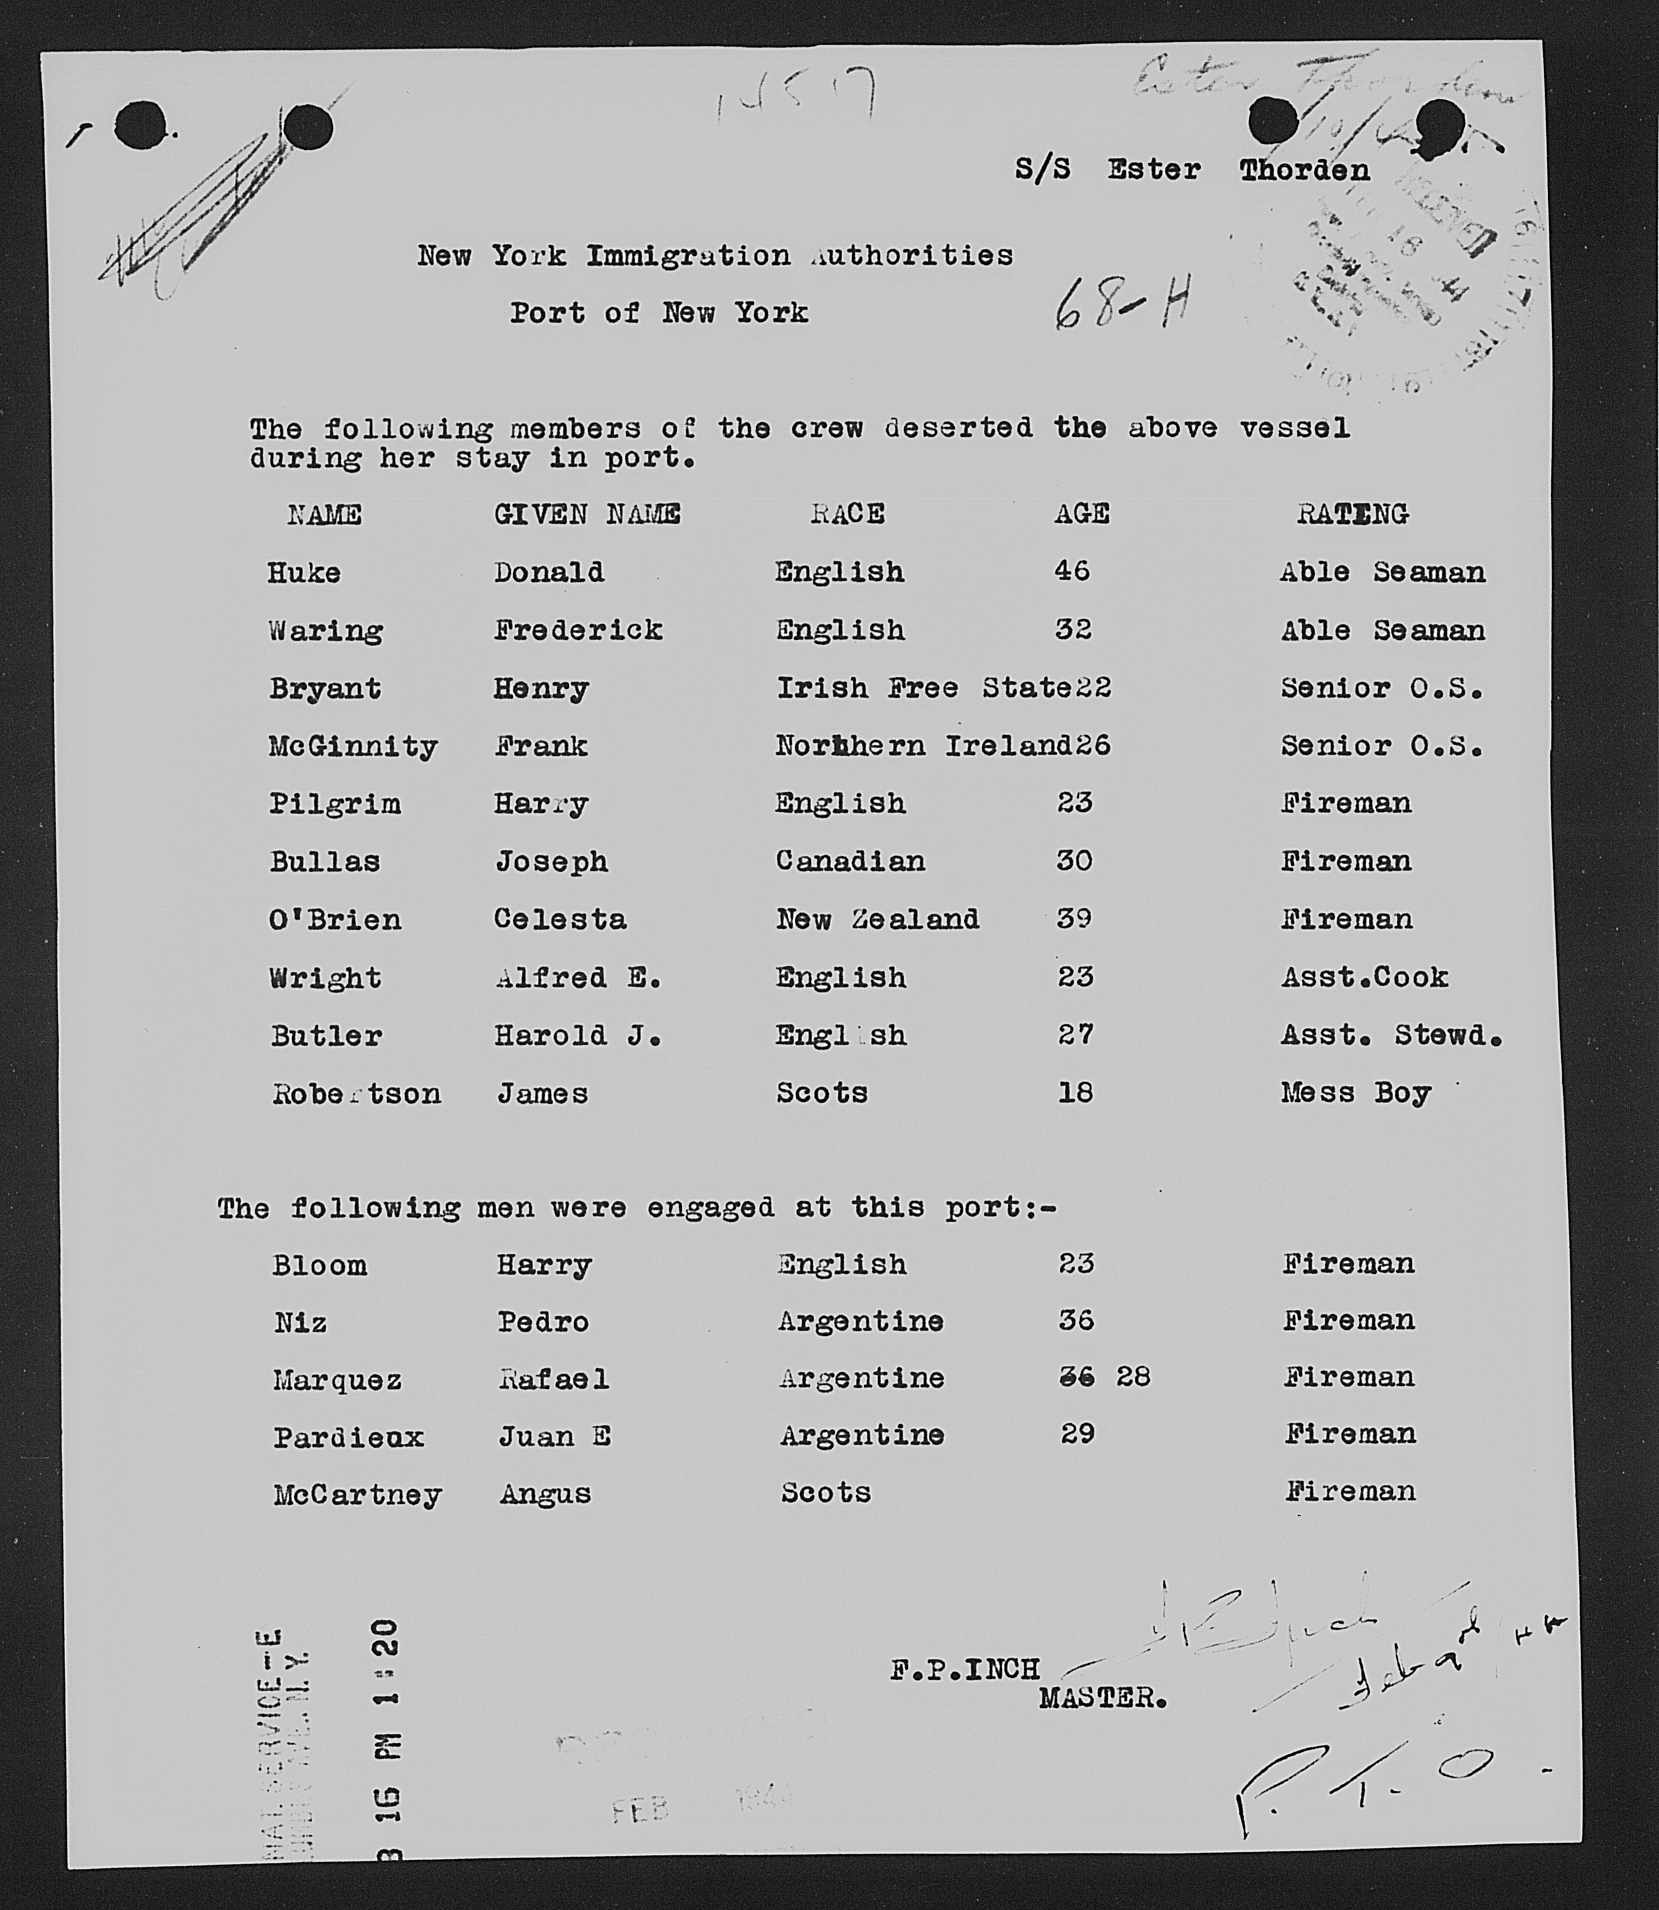 Ester Thorden
S/S Ester Thorden
New York Immigration Authorities
Port of New York
68-H
The following members of the crew deserted the above vessel
during her stay in port.
NAME GIVEN NAME RACE AGE RATING
Huke Donald English 46 Able Seaman
Waring Frederick English 32 Able Seaman
Bryant Henry Irish Free State22 Senior O.S.
McGinnity Frank Northern Ireland26 Senior O.S.
Pilgrim Harry English 23 Fireman
Bullas Joseph Canadian 30 Fireman
O'Brien Celesta New Zealand 39 Fireman
Wright Alfred E. English 23 Asst.Cook
Butler Harold J. English 27 Asst. Stewd.
Robertson James Scots 18 Mess Boy
The following men were engaged at this port:-
Bloom Harry English 23 Fireman
Niz Pedro Argentine 36 Fireman
Marquez Rafael Argentine 36 28 Fireman
Pardieux Juan E Argentine 29 Fireman
McCartney Angus Scots Fireman
F.P.INCH
MASTER.
P.T.O.
SERVICE-E
N.Y.
16 PM 1:20
FEB 1944